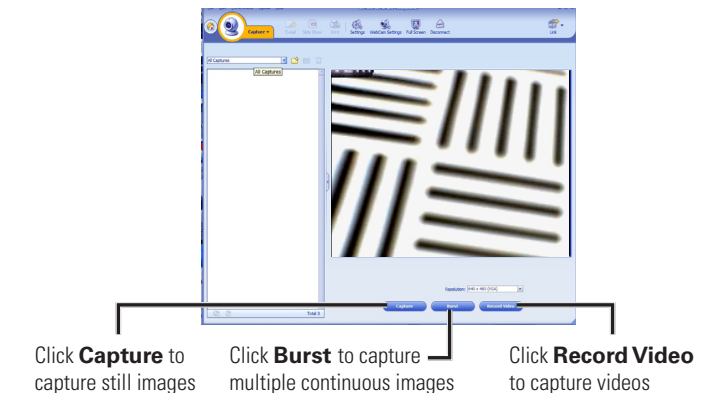 Capture
E-mail Slide Show Print Settings WebCam Settings Full Screen Disconnect
Link
All Captures
All Captures
Resolution: 640 x 480 (VGA)
Capture Burst Record Video
Total 0
Click Capture to
capture still images
Click Burst to capture
multiple continuous images
Click Record Video
to capture videos